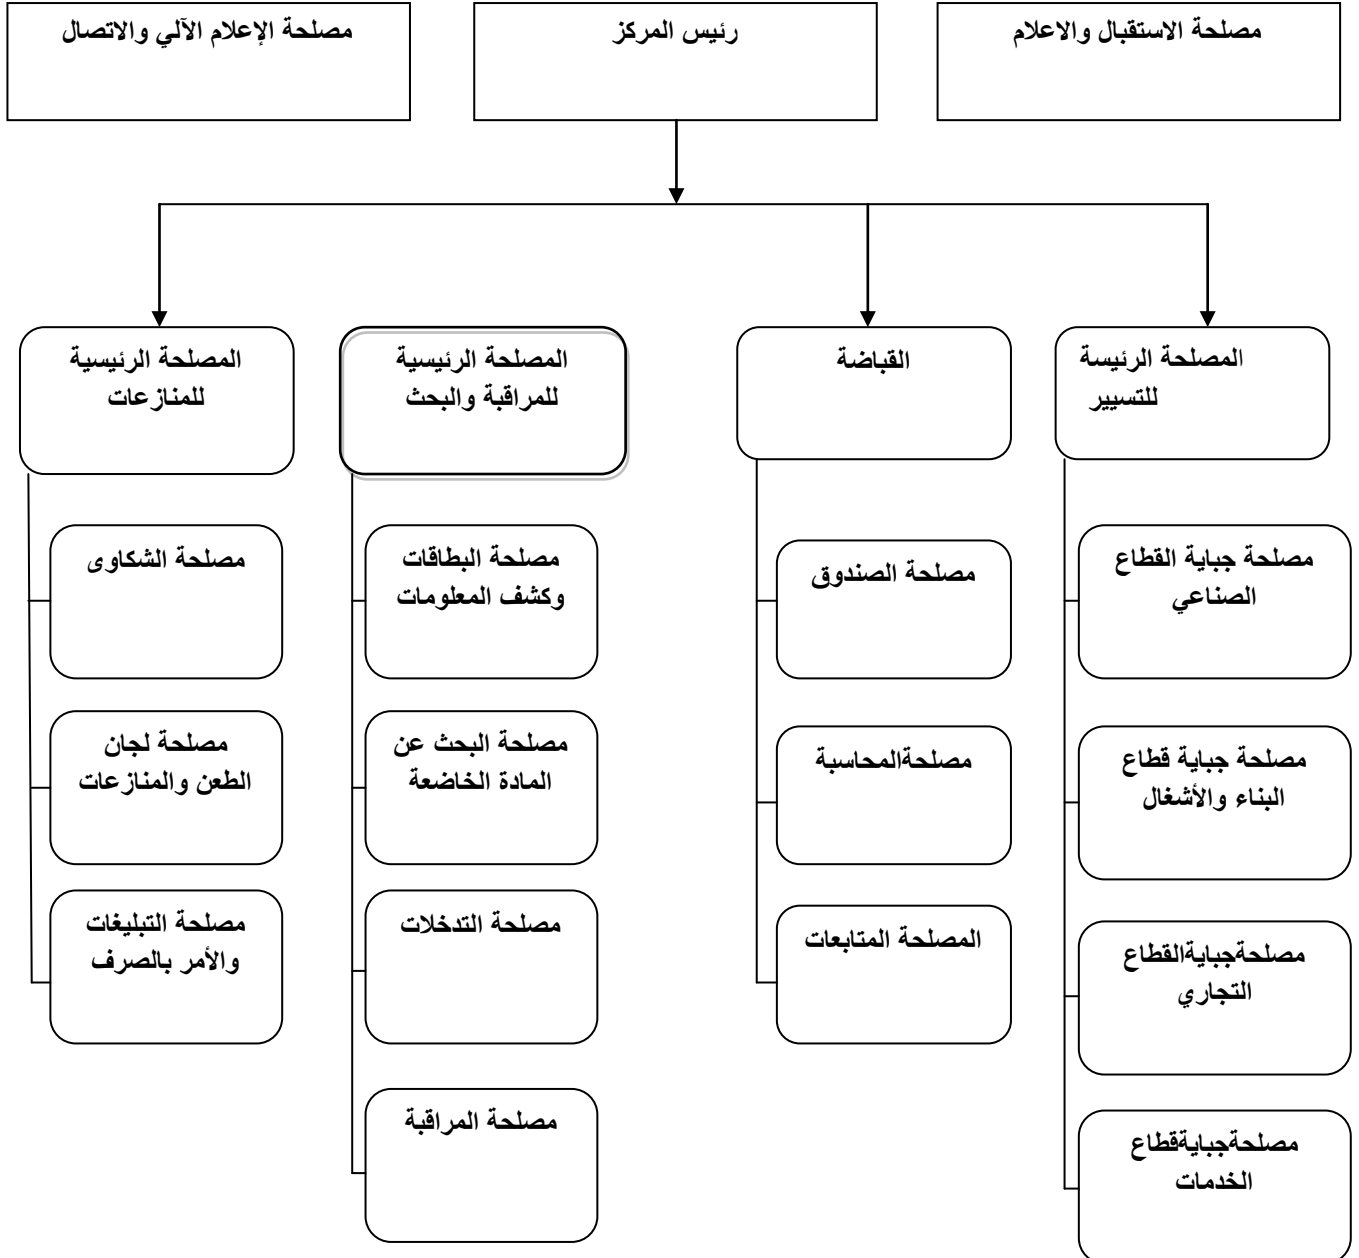 مصلحة الاستقبال والاعلام
رئيس المركز
مصلحة الإعلام الآلي والاتصال
المصلحة الرئيسة
للتسيير
القباضة
المصلحة الرئيسية
للمراقبة والبحث
المصلحة الرئيسية
للمنازعات
مصلحة جباية القطاع
الصناعي
مصلحة الصندوق
مصلحة البطاقات
وكشف المعلومات
مصلحة الشكاوى
مصلحة جباية قطاع
البناء والأشغال
مصلحةالمحاسبة
مصلحة البحث عن
المادة الخاضعة
مصلحة لجان
الطعن والمنازعات
مصلحةجبايةالقطاع
التجاري
المصلحة المتابعات
مصلحة التدخلات
مصلحة التبليغات
والأمر بالصرف
مصلحةجبايةقطاع
الخدمات
مصلحة المراقبة